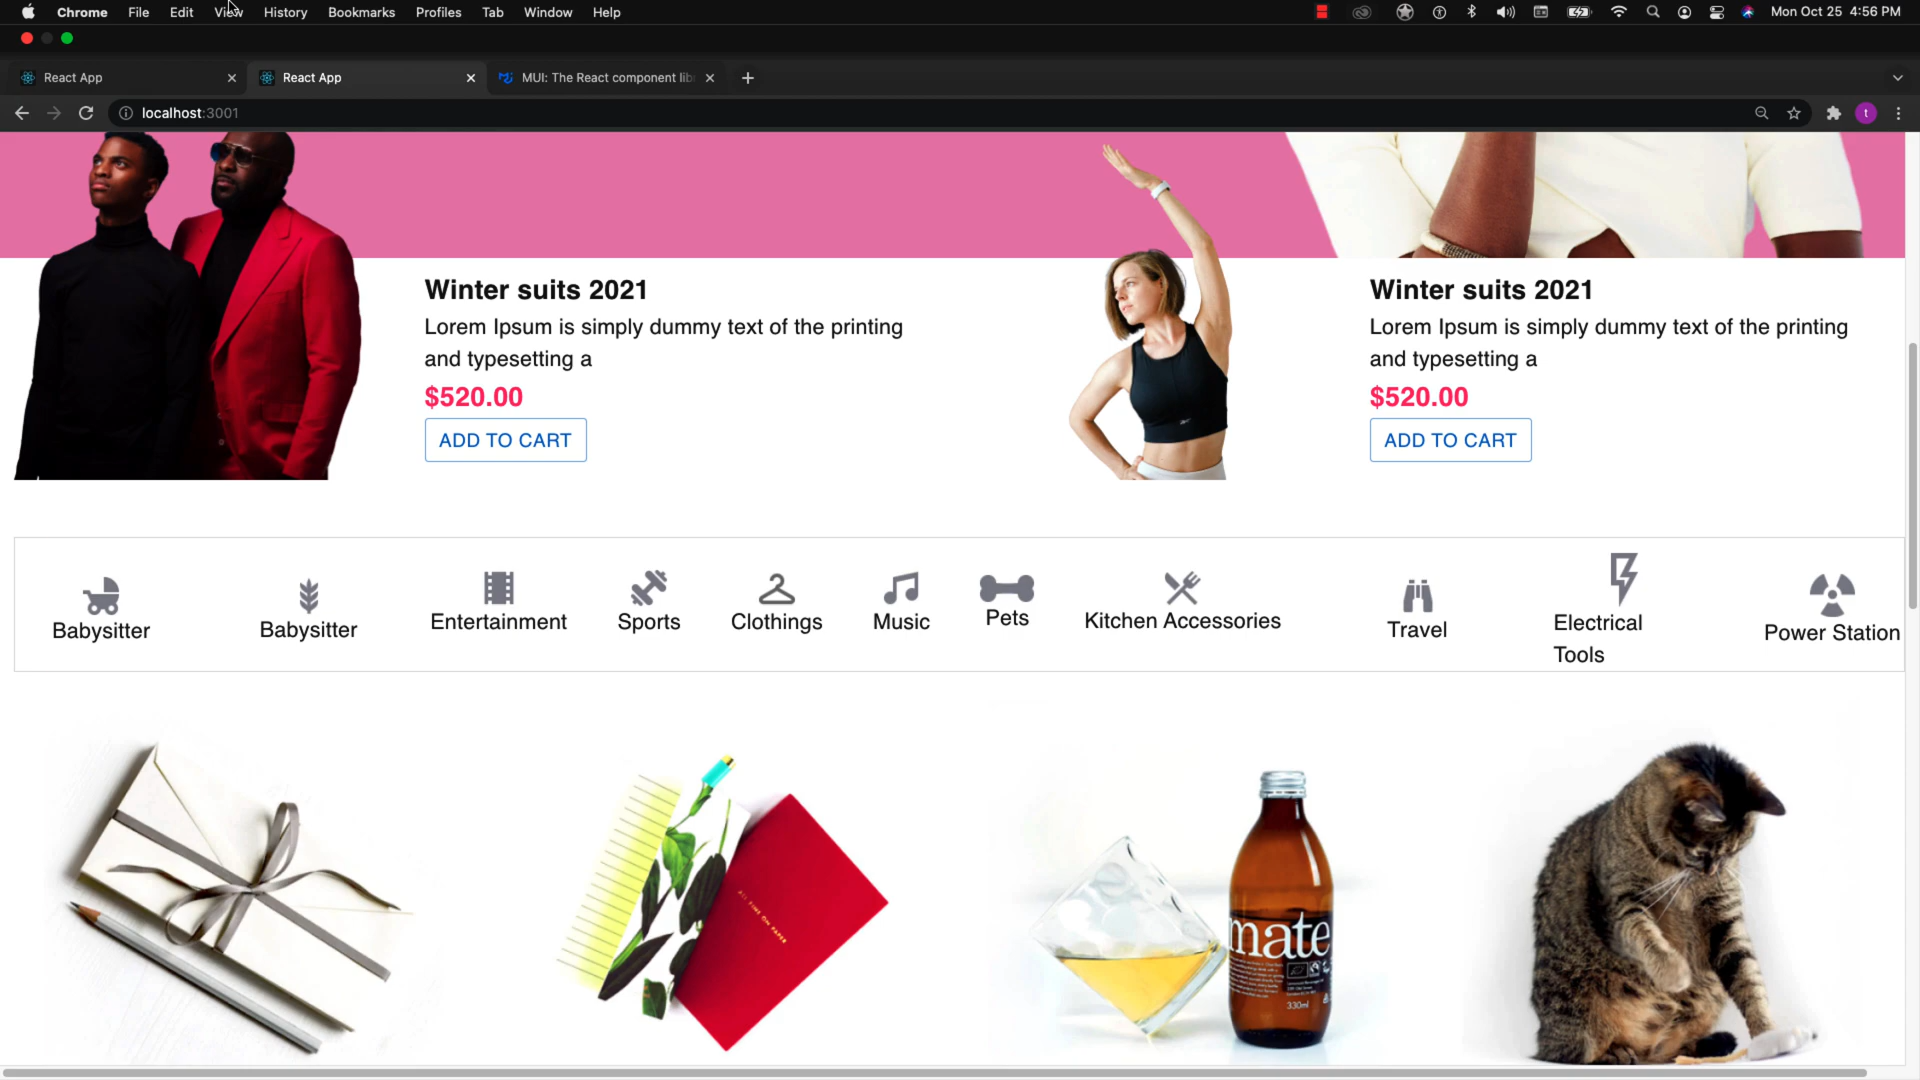 Chrome File Edit View History Bookmarks Profiles Tab Window Help Mon Oct 25 4:56 PM
React App React App MUI: The React component lib
localhost:3001 t
Winter suits 2021
Lorem Ipsum is simply dummy text of the printing
and typesetting a
$520.00
ADD TO CART
Winter suits 2021
Lorem Ipsum is simply dummy text of the printing
and typesetting a
$520.00
ADD TO CART
Babysitter
Babysitter
Entertainment
Sports
Clothings
Music
Pets
Kitchen Accessories
Travel
Electrical
Tools
Power Station
ALL FINE ON PAPER
mate
330ml